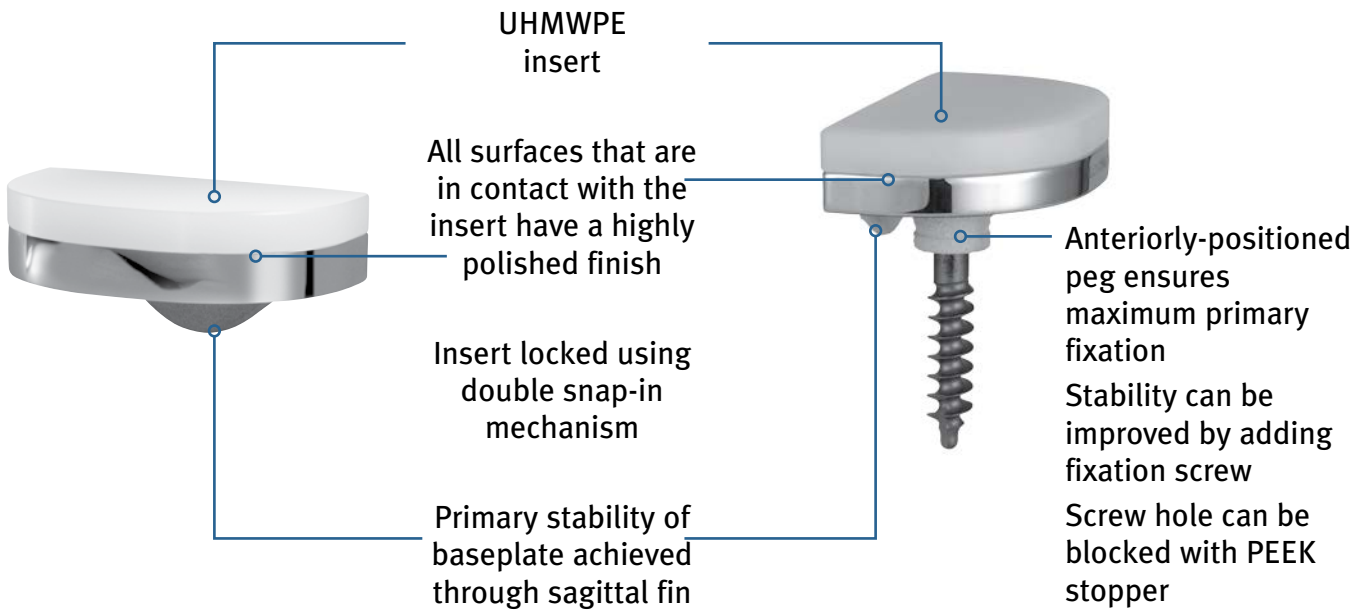 UHMWPE
insert
All surfaces that are
in contact with the
insert have a highly
polished finish
Insert locked using
double snap-in
mechanism
Primary stability of
baseplate achieved
through sagittal fin
Anteriorly-positioned
peg ensures
maximum primary
fixation
Stability can be
improved by adding
fixation screw
Screw hole can be
blocked with PEEK
stopper